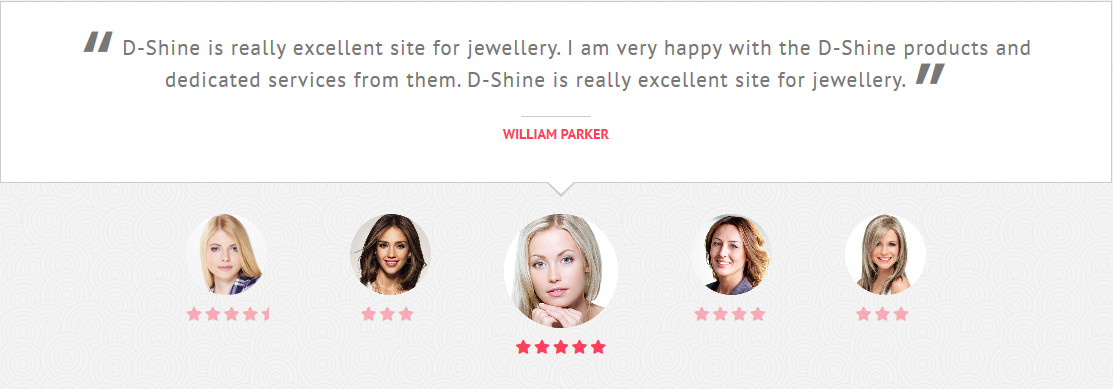 " D-Shine is really excellent site for jewellery. I am very happy with the D-Shine products and
dedicated services from them. D-Shine is really excellent site for jewellery. "
WILLIAM PARKER